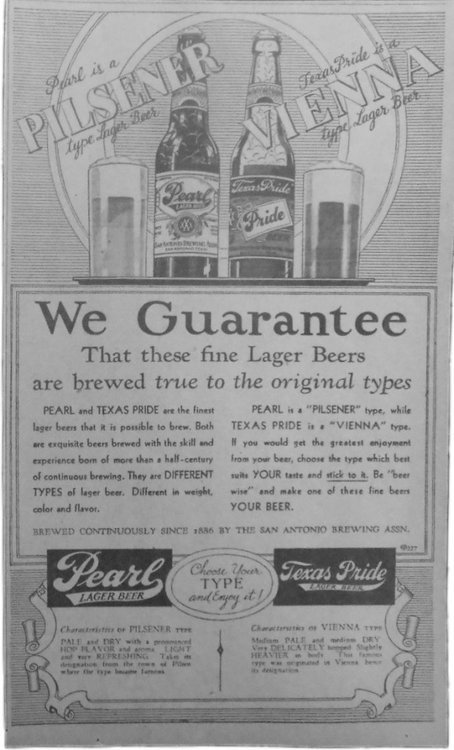 Pearl is a
PILSENER
type Lager Beer
Texas Pride is a
VIENNA
type Lager Beer
Pearl
LAGER BEER
XXX
SAN ANTONIO BREWING ASSN.
Texas Pride
Pride
We Guarantee
That these fine Lager Beers
are brewed true to the original types
PEARL and TEXAS PRIDE are the finest
lager beers that it is possible to brew. Both
are exquisite beers brewed with the skill and
experience born of more than a half-century
of continuous brewing. They are DIFFERENT
TYPES of lager beer. Different in weight,
color and flavor.
PEARL is a "PILSENER" type, while
TEXAS PRIDE is a "VIENNA" type.
If you would get the greatest enjoyment
from your beer, choose the type which best
suits YOUR taste and stick to it. Be "beer
wise" and make one of these fine beers
YOUR BEER.
BREWED CONTINUOUSLY SINCE 1886 BY THE SAN ANTONIO BREWING ASSN.
Pearl
LAGER BEER
Choose Your
TYPE
and Enjoy it!
Texas Pride
LAGER BEER
Characteristics OF PILSENER TYPE
PALE and DRY with a pronounced
HOP FLAVOR and aroma. LIGHT
and very REFRESHING. Takes its
designation from the town of Pilsen
where the type became famous.
Characteristics OF VIENNA TYPE
Medium PALE and medium DRY.
Very DELICATELY hopped. Slightly
HEAVIER in body. This famous
type was originated in Vienna hence
its designation.